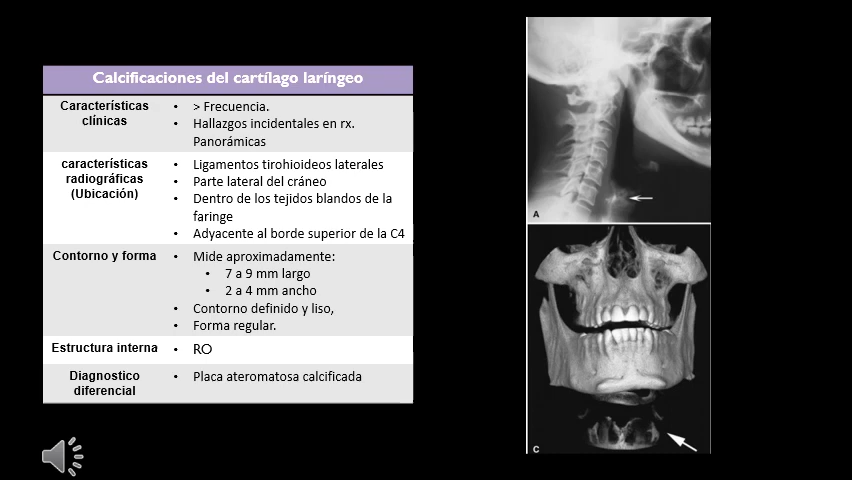 Calcificaciones del cartílago laríngeo
Características
clínicas
• > Frecuencia.
• Hallazgos incidentales en rx.
Panorámicas
características
radiográficas
(Ubicación)
• Ligamentos tirohioideos laterales
• Parte lateral del cráneo
• Dentro de los tejidos blandos de la
faringe
• Adyacente al borde superior de la C4
Contorno y forma
• Mide aproximadamente:
• 7 a 9 mm largo
• 2 a 4 mm ancho
• Contorno definido y liso,
• Forma regular.
Estructura interna
• RO
Diagnostico
diferencial
• Placa ateromatosa calcificada
A
C